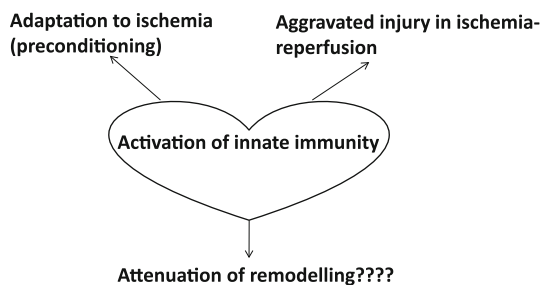 Adaptation to ischemia
(preconditioning)
Aggravated injury in ischemia-
reperfusion
Activation of innate immunity
Attenuation of remodelling????